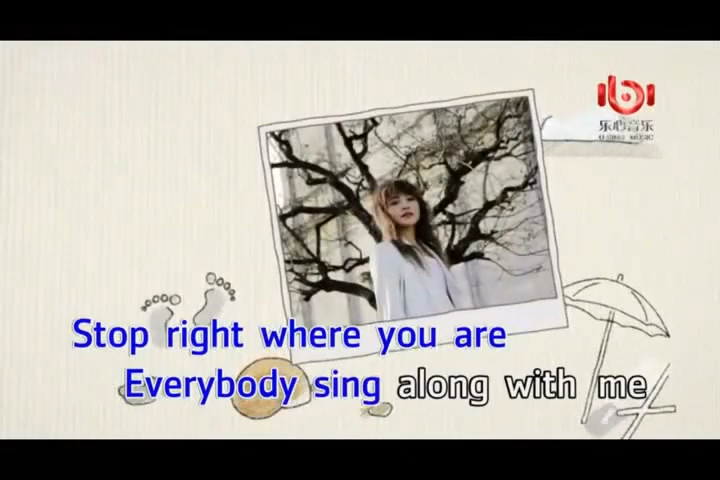 乐心音乐
Stop right where you are
Everybody sing along with me